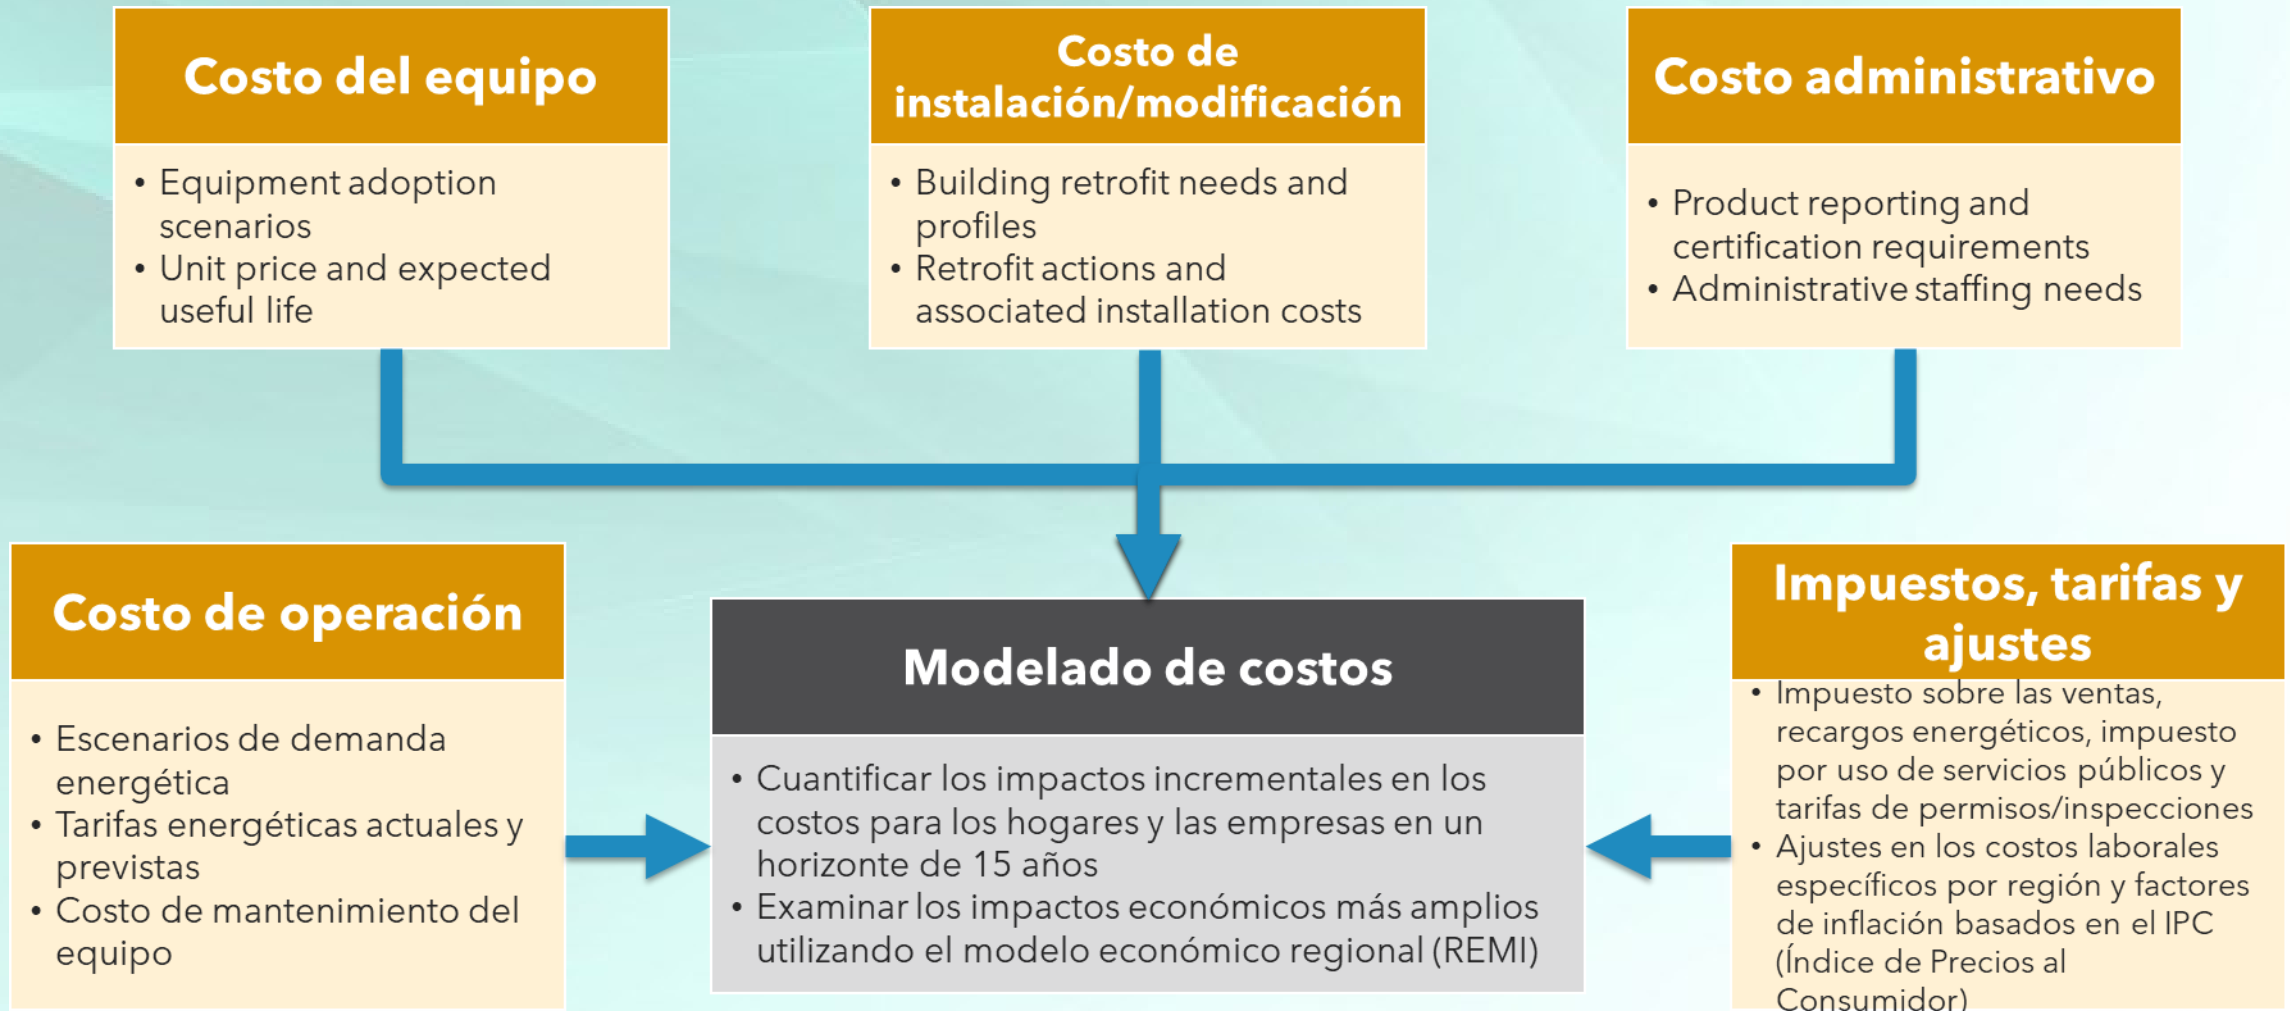 Costo del equipo
• Equipment adoption
scenarios
• Unit price and expected
useful life
Costo de
instalación/modificación
• Building retrofit needs and
profiles
• Retrofit actions and
associated installation costs
Costo administrativo
• Product reporting and
certification requirements
• Administrative staffing needs
Costo de operación
• Escenarios de demanda
energética
• Tarifas energéticas actuales y
previstas
• Costo de mantenimiento del
equipo
Modelado de costos
• Cuantificar los impactos incrementales en los
costos para los hogares y las empresas en un
horizonte de 15 años
• Examinar los impactos económicos más amplios
utilizando el modelo económico regional (REMI)
Impuestos, tarifas y
ajustes
• Impuesto sobre las ventas,
recargos energéticos, impuesto
por uso de servicios públicos y
tarifas de permisos/inspecciones
• Ajustes en los costos laborales
específicos por región y factores
de inflación basados en el IPC
(Índice de Precios al
Consumidor)